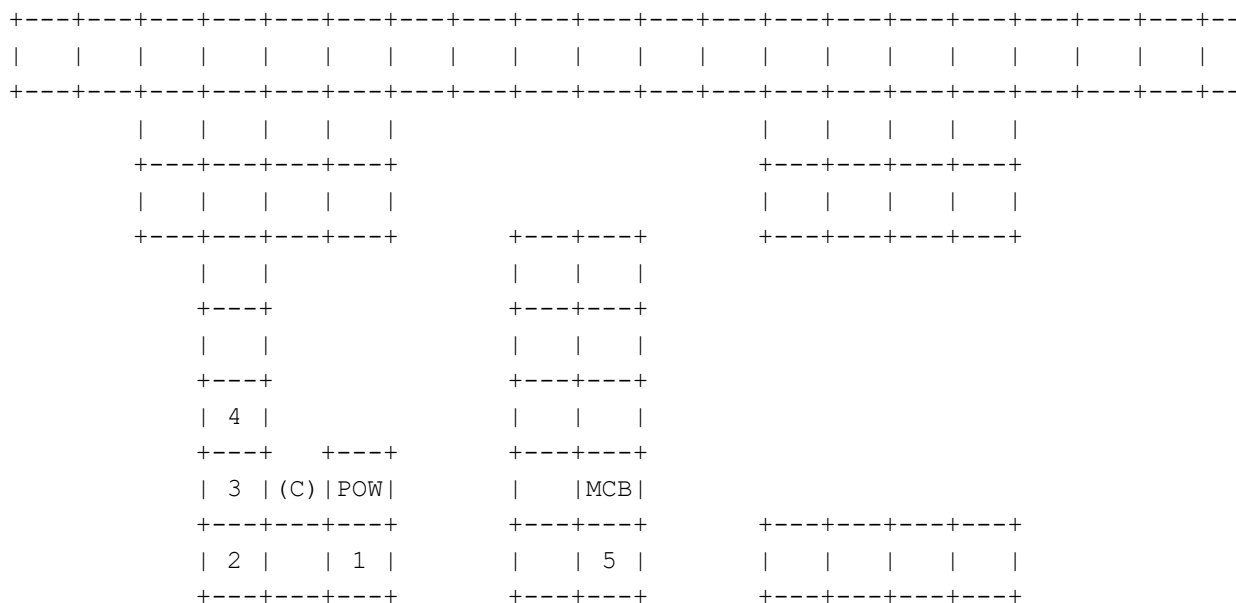 +---+---+---+---+---+---+---+---+---+---+---+---+---+---+---+---+---+---+---+--
|   |   |   |   |   |   |   |   |   |   |   |   |   |   |   |   |   |   |   |
+---+---+---+---+---+---+---+---+---+---+---+---+---+---+---+---+---+---+---+--
        |   |   |   |   |                       |   |   |   |   |
        +---+---+---+---+                       +---+---+---+---+
        |   |   |   |   |                       |   |   |   |   |
        +---+---+---+---+       +---+---+       +---+---+---+---+
            |   |               |   |   |
            +---+               +---+---+
            |   |               |   |   |
            +---+               +---+---+
            | 4 |               |   |   |
            +---+   +---+       +---+---+
            | 3 |(C)|POW|       |   |MCB|
            +---+---+---+       +---+---+       +---+---+---+---+
            | 2 |   | 1 |       |   | 5 |       |   |   |   |   |
            +---+---+---+       +---+---+       +---+---+---+---+